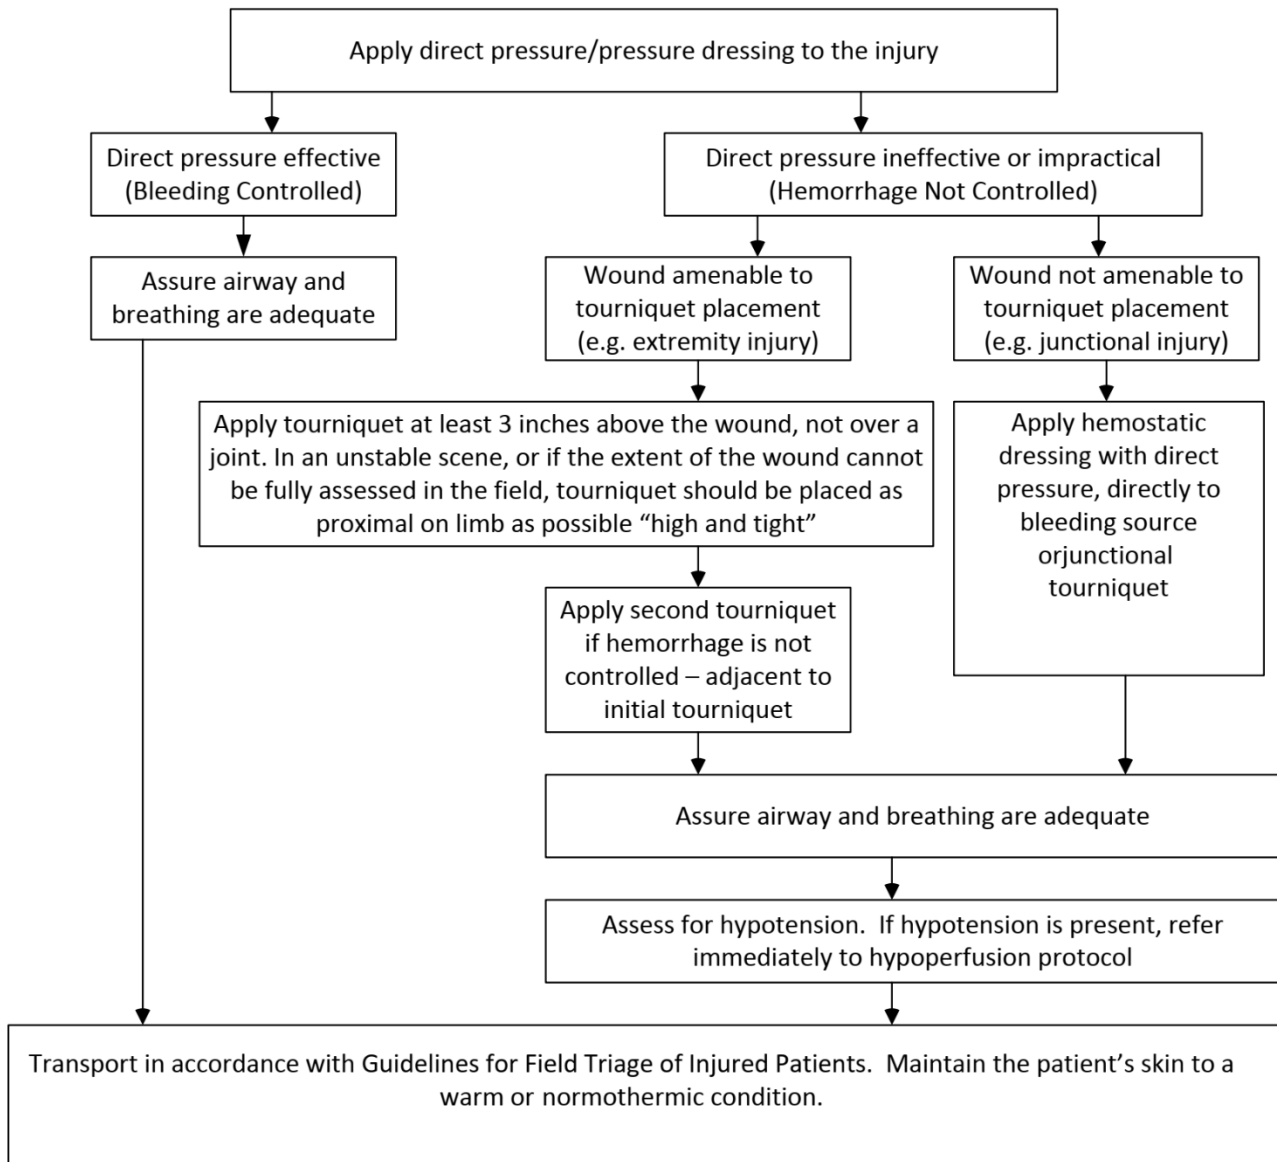 Apply direct pressure/pressure dressing to the injury
Direct pressure effective
(Bleeding Controlled)
Direct pressure ineffective or impractical
(Hemorrhage Not Controlled)
Assure airway and
breathing are adequate
Wound amenable to
tourniquet placement
(e.g. extremity injury)
Wound not amenable to
tourniquet placement
(e.g. junctional injury)
Apply tourniquet at least 3 inches above the wound, not over a
joint. In an unstable scene, or if the extent of the wound cannot
be fully assessed in the field, tourniquet should be placed as
proximal on limb as possible “high and tight”
Apply hemostatic
dressing with direct
pressure, directly to
bleeding source
orjunctional
tourniquet
Apply second tourniquet
if hemorrhage is not
controlled – adjacent to
initial tourniquet
Assure airway and breathing are adequate
Assess for hypotension.  If hypotension is present, refer
immediately to hypoperfusion protocol
Transport in accordance with Guidelines for Field Triage of Injured Patients.  Maintain the patient’s skin to a
warm or normothermic condition.